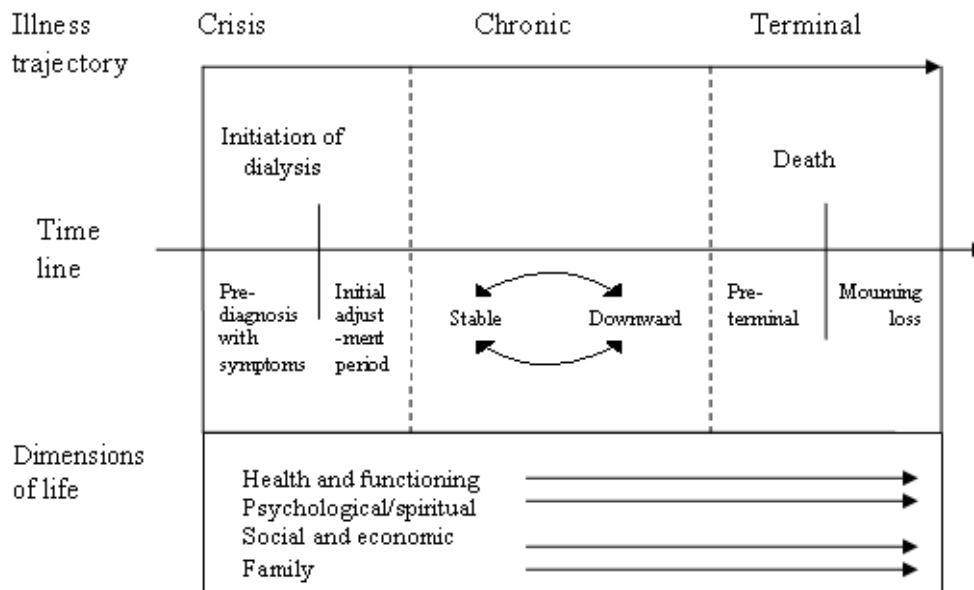 Illness
trajectory
Crisis
Chronic
Terminal
Initiation of
dialysis
Death
Time
line
Pre-
diagnosis
with
symptoms
Initial
adjust
-ment
period
Stable
Downward
Pre-
terminal
Mourning
loss
Dimensions
of life
Health and functioning
Psychological/spiritual
Social and economic
Family